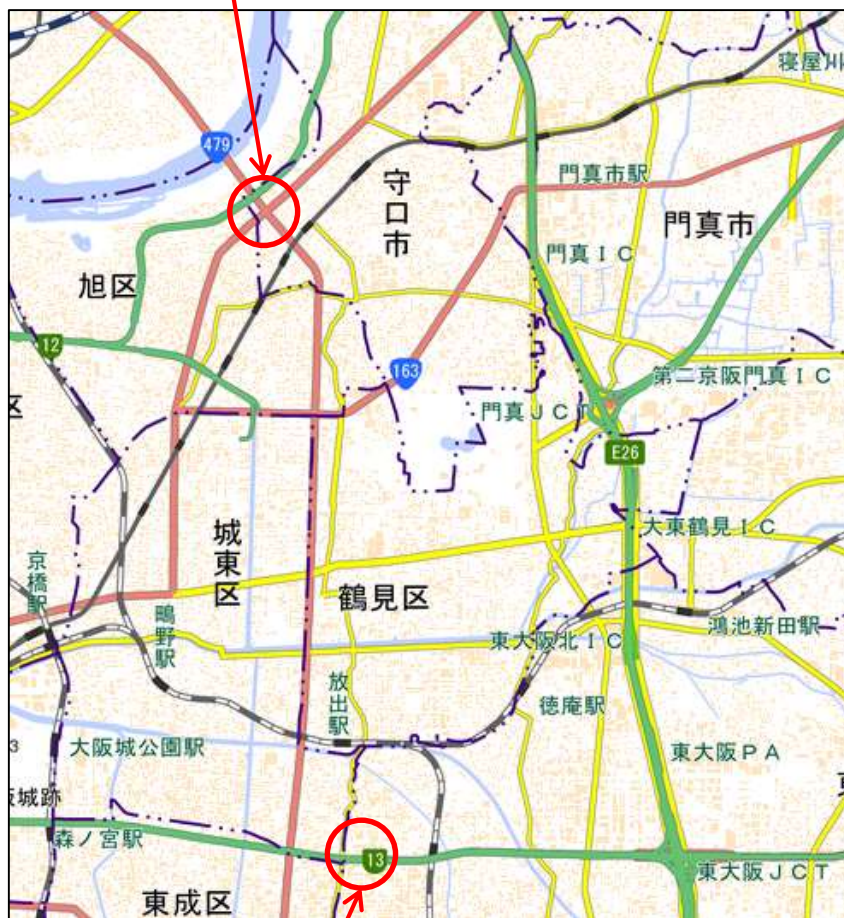 寝屋川
479
守口市
門真市駅
門真市
門真IC
旭区
12
163
第二京阪門真IC
区
門真JCT
E26
大東鶴見IC
城東区
京橋駅
鶴見区
鴫野駅
鴻池新田駅
東大阪北IC
放出駅
徳庵駅
3
大阪城公園駅
東大阪PA
城跡
森ノ宮駅
13
東大阪JCT
東成区